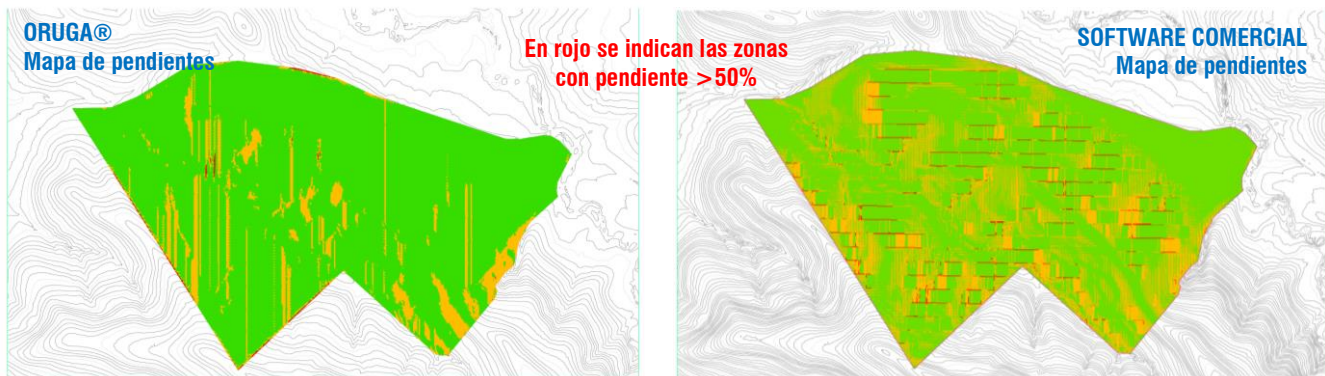 ORUGA®
Mapa de pendientes
En rojo se indican las zonas
con pendiente >50%
SOFTWARE COMERCIAL
Mapa de pendientes